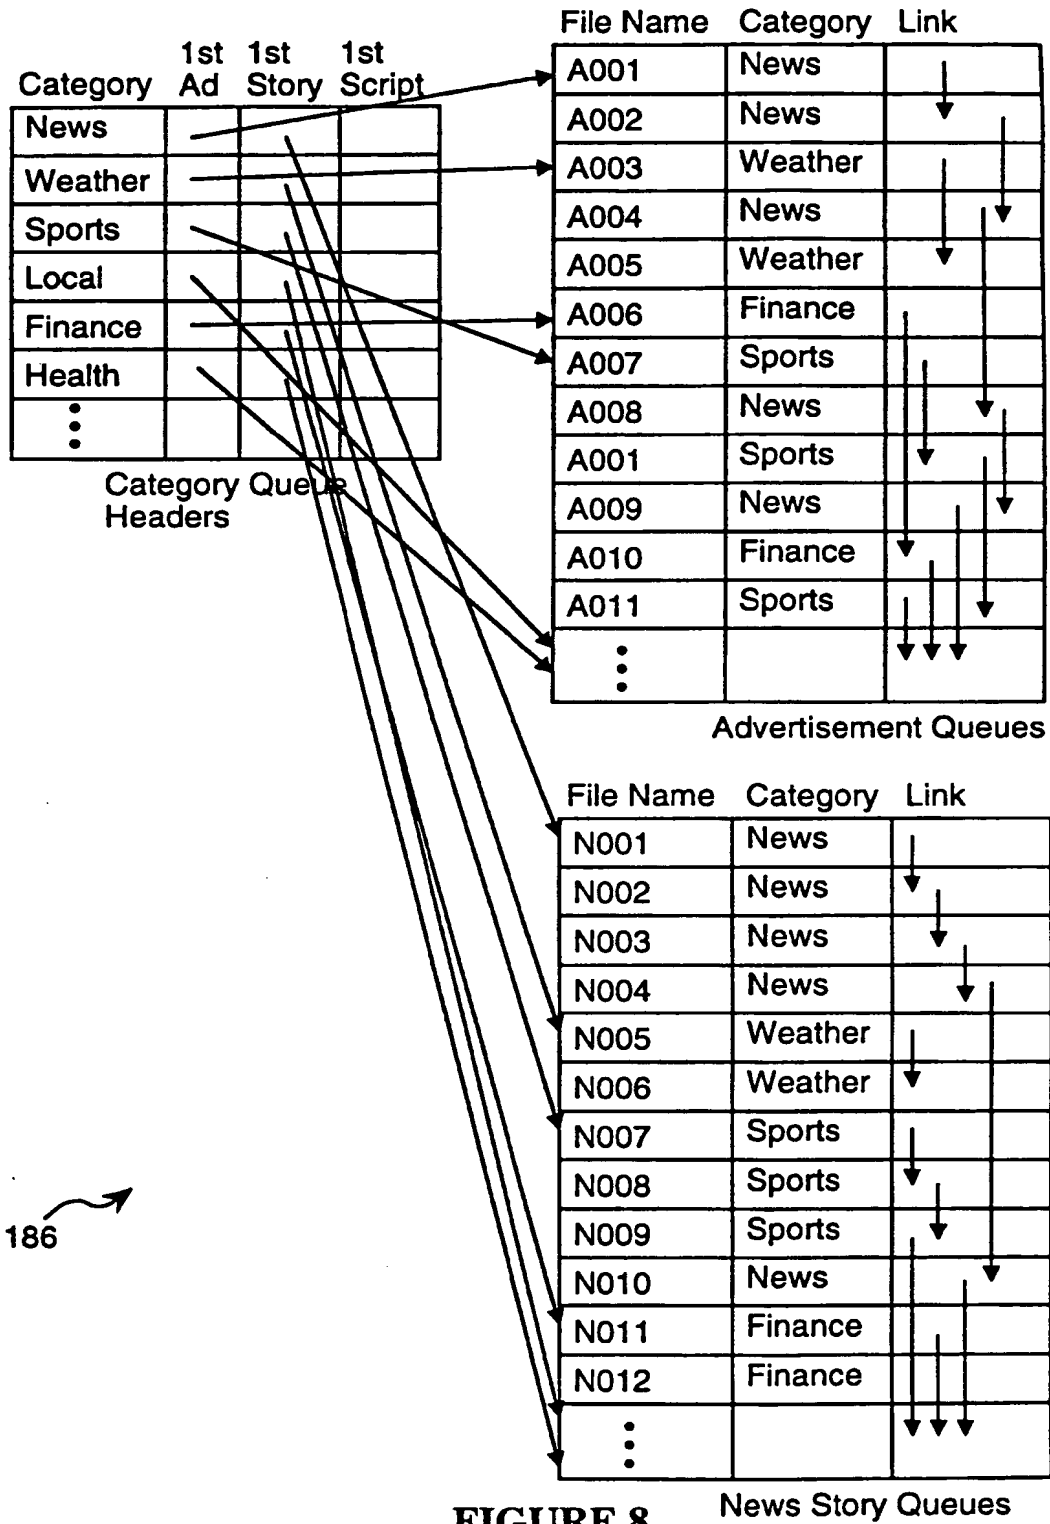 Category 1st Ad 1st Story 1st Script
News
Weather
Sports
Local
Finance
Health
Category Queue Headers
File Name Category Link
A001 News
A002 News
A003 Weather
A004 News
A005 Weather
A006 Finance
A007 Sports
A008 News
A001 Sports
A009 News
A010 Finance
A011 Sports
Advertisement Queues
File Name Category Link
N001 News
N002 News
N003 News
N004 News
N005 Weather
N006 Weather
N007 Sports
N008 Sports
N009 Sports
N010 News
N011 Finance
N012 Finance
News Story Queues
186
FIGURE 8